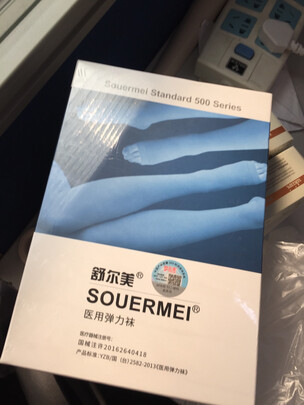 Souermei Standard 500 Series
舒尔美®
SOUERMEI®
医用弹力袜
医疗器械注册号:
国械注许20162640418
产品标准: YZB/国 (台) 2582-2013《医用弹力袜》